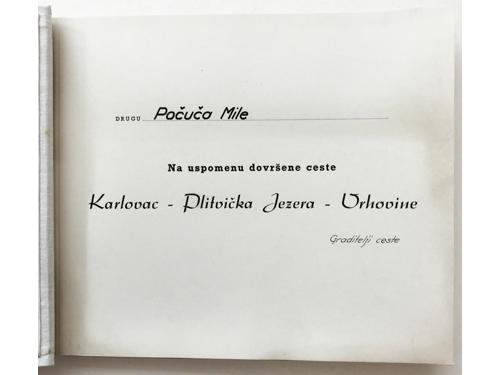 DRUGU Počuča Mile
Na uspomenu dovršene ceste
Karlovac - Plitvička Jezera - Vrhovine
Graditelji ceste